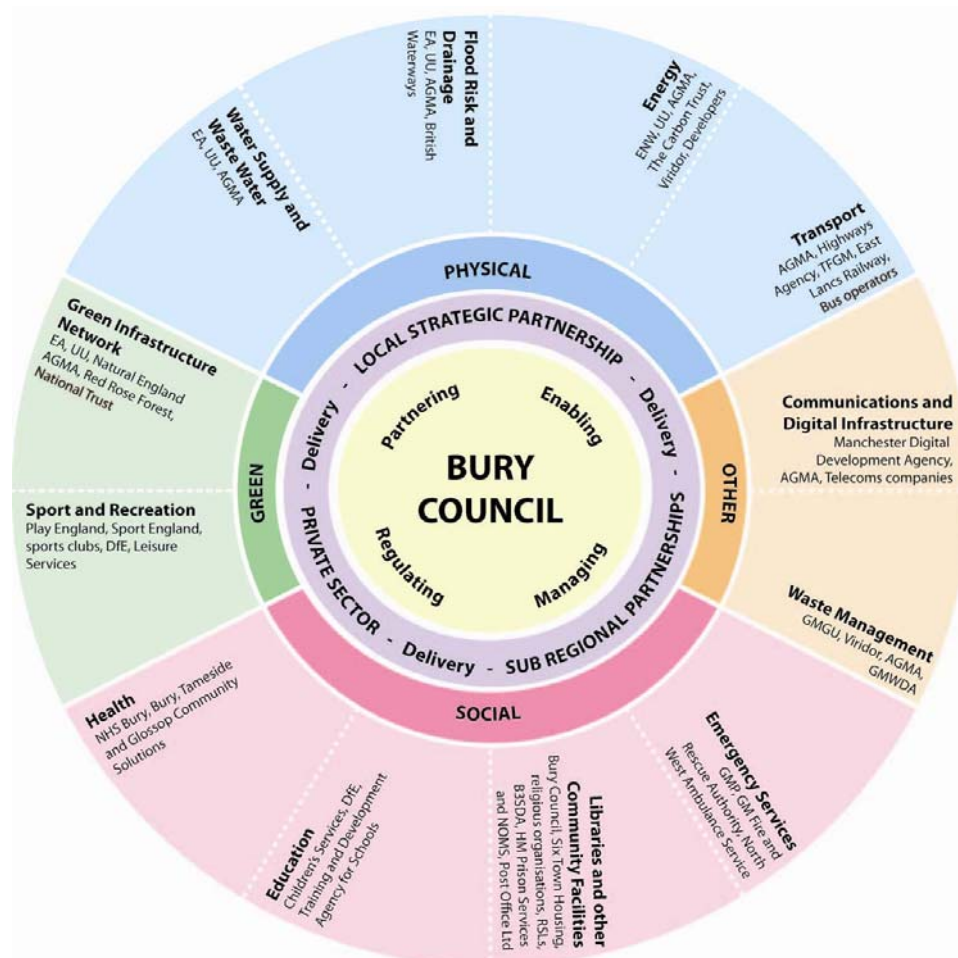 BURY
COUNCIL
Partnering
Enabling
Managing
Regulating
- LOCAL STRATEGIC PARTNERSHIP -
Delivery
- SUB REGIONAL PARTNERSHIPS
- Delivery -
PRIVATE SECTOR
- Delivery
PHYSICAL
OTHER
SOCIAL
GREEN
Water Supply and
Waste Water
EA, UU, AGMA
Flood Risk and
Drainage
EA, UU, AGMA, British
Waterways
Energy
ENW, UU, AGMA,
The Carbon Trust,
Viridor, Developers
Transport
AGMA, Highways
Agency, TFGM, East
Lancs Railway,
Bus operators
Communications and
Digital Infrastructure
Manchester Digital
Development Agency,
AGMA, Telecoms companies
Waste Management
GMGU, Viridor, AGMA,
GMWDA
Emergency Services
GMP, GM Fire and
Rescue Authority, North
West Ambulance Service
Libraries and other
Community Facilities
Bury Council, Six Town Housing,
religious organisations, RSLs,
B3SDA, HM Prison Services
and NOMS, Post Office Ltd
Education
Children's Services, DfE,
Training and Development
Agency for Schools
Health
NHS Bury, Bury, Tameside
and Glossop Community
Solutions
Sport and Recreation
Play England, Sport England,
sports clubs, DfE, Leisure
Services
Green Infrastructure
Network
EA, UU, Natural England
AGMA, Red Rose Forest,
National Trust